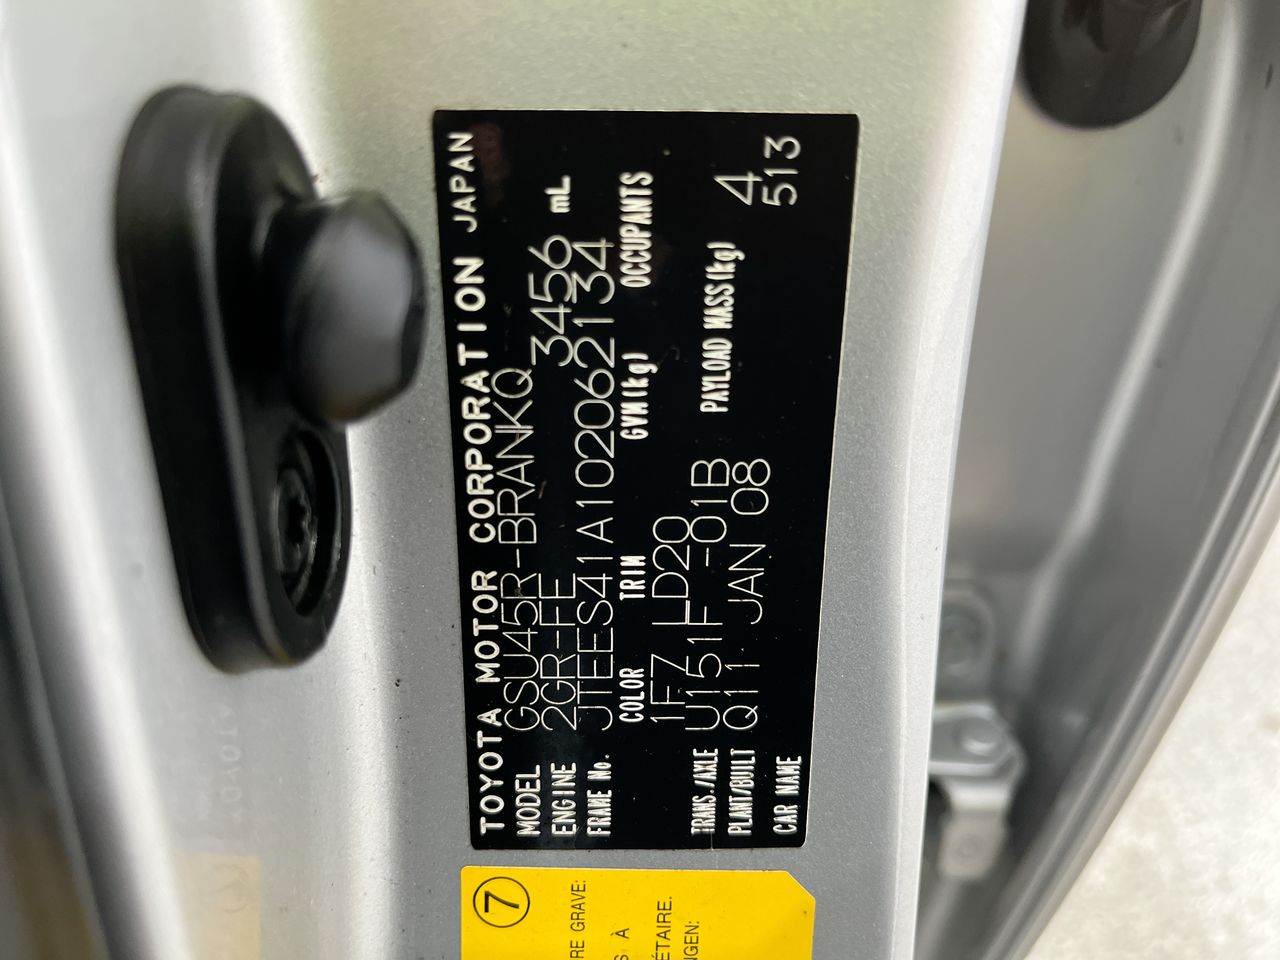 TOYOTA MOTOR CORPORATION JAPAN
MODEL GSU45R-BRANKQ
ENGINE 2GR-FE 3456 mL
FRAME No. JTEES41A102062134
COLOR TRIM GVM(kg) OCCUPANTS
1F7 LD20 4
TRANS./AXLE U151F -01B PAYLOAD MASS(kg) 513
PLANT/BUILT Q11 JAN 08
CAR NAME
7
RE GRAVE:
S À
ÉTAIRE.
NGEN: